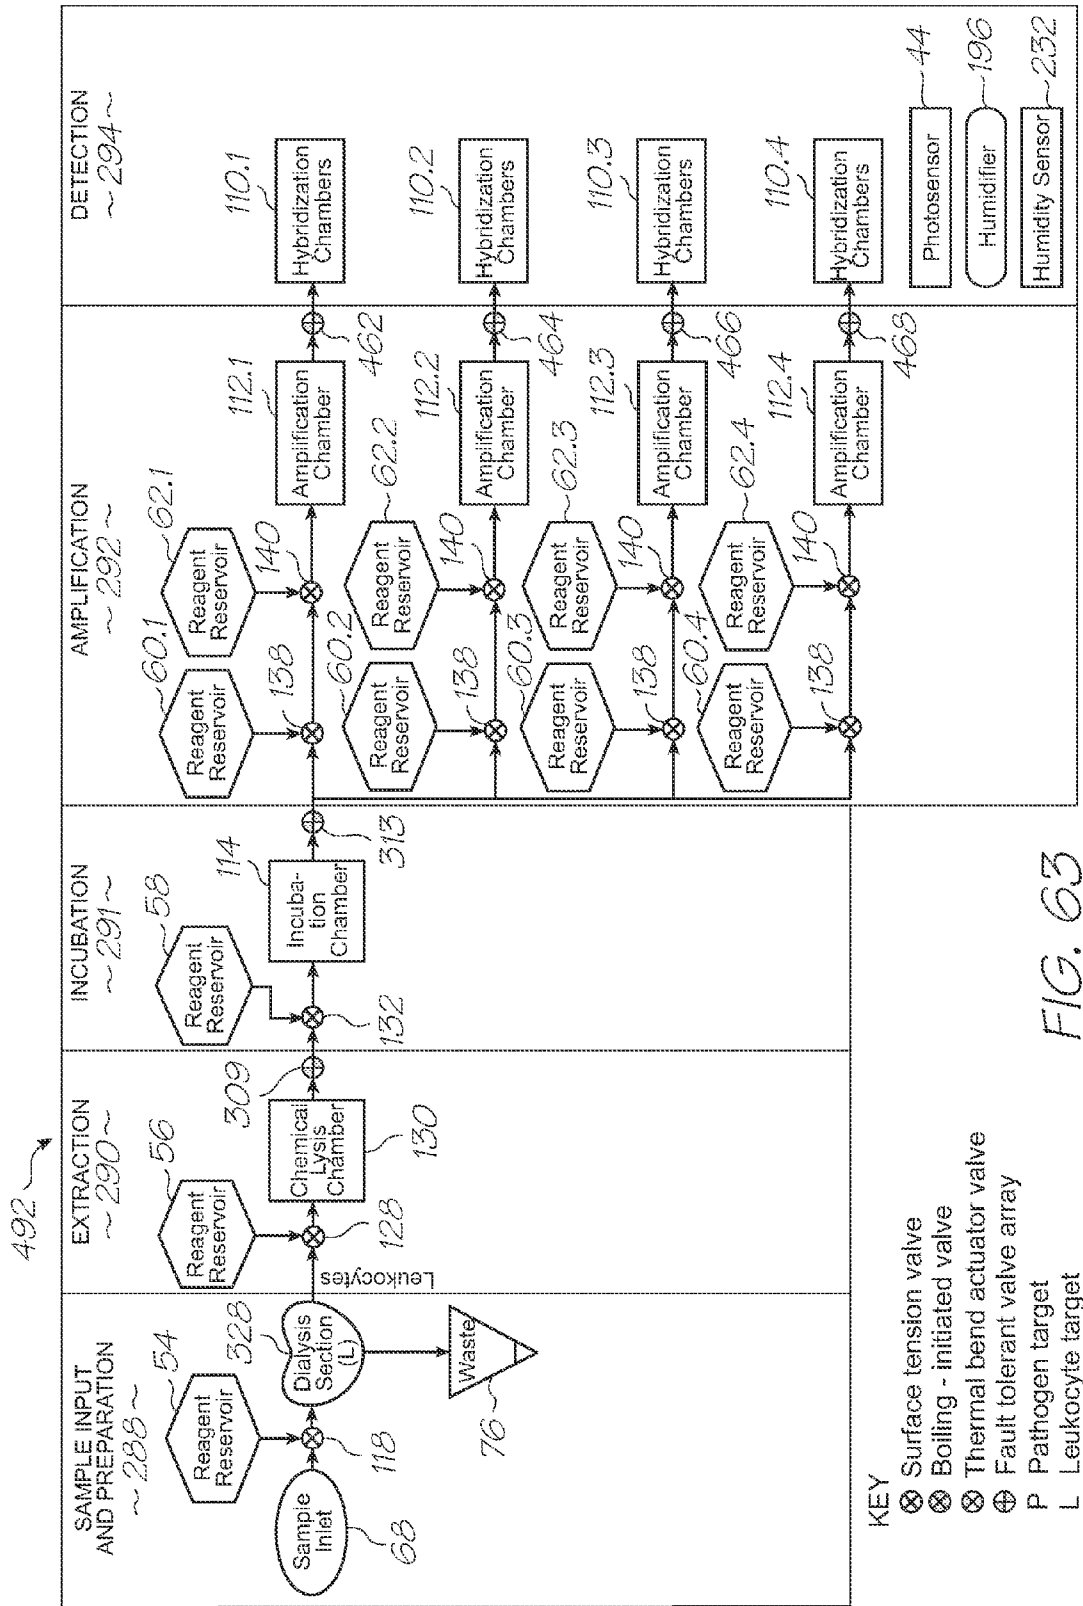 492
SAMPLE INPUT
AND PREPARATION
~288~
EXTRACTION
~290~
INCUBATION
~291~
AMPLIFICATION
~292~
DETECTION
~294~
54
Reagent
Reservoir
Sample
Inlet
68
118
328
Dialysis
Section
(L)
Waste
76
Leukocytes
56
Reagent
Reservoir
128
Chemical
Lysis
Chamber
130
309
58
Reagent
Reservoir
132
114
Incuba-
tion
Chamber
313
60.1
Reagent
Reservoir
138
62.1
Reagent
Reservoir
140
112.1
Amplification
Chamber
462
110.1
Hybridization
Chambers
60.2
Reagent
Reservoir
138
62.2
Reagent
Reservoir
140
112.2
Amplification
Chamber
464
110.2
Hybridization
Chambers
60.3
Reagent
Reservoir
138
62.3
Reagent
Reservoir
140
112.3
Amplification
Chamber
466
110.3
Hybridization
Chambers
60.4
Reagent
Reservoir
138
62.4
Reagent
Reservoir
140
112.4
Amplification
Chamber
468
110.4
Hybridization
Chambers
Photosensor
44
Humidifier
196
Humidity Sensor
232
KEY
Surface tension valve
Boiling - initiated valve
Thermal bend actuator valve
Fault tolerant valve array
P Pathogen target
L Leukocyte target
FIG. 63